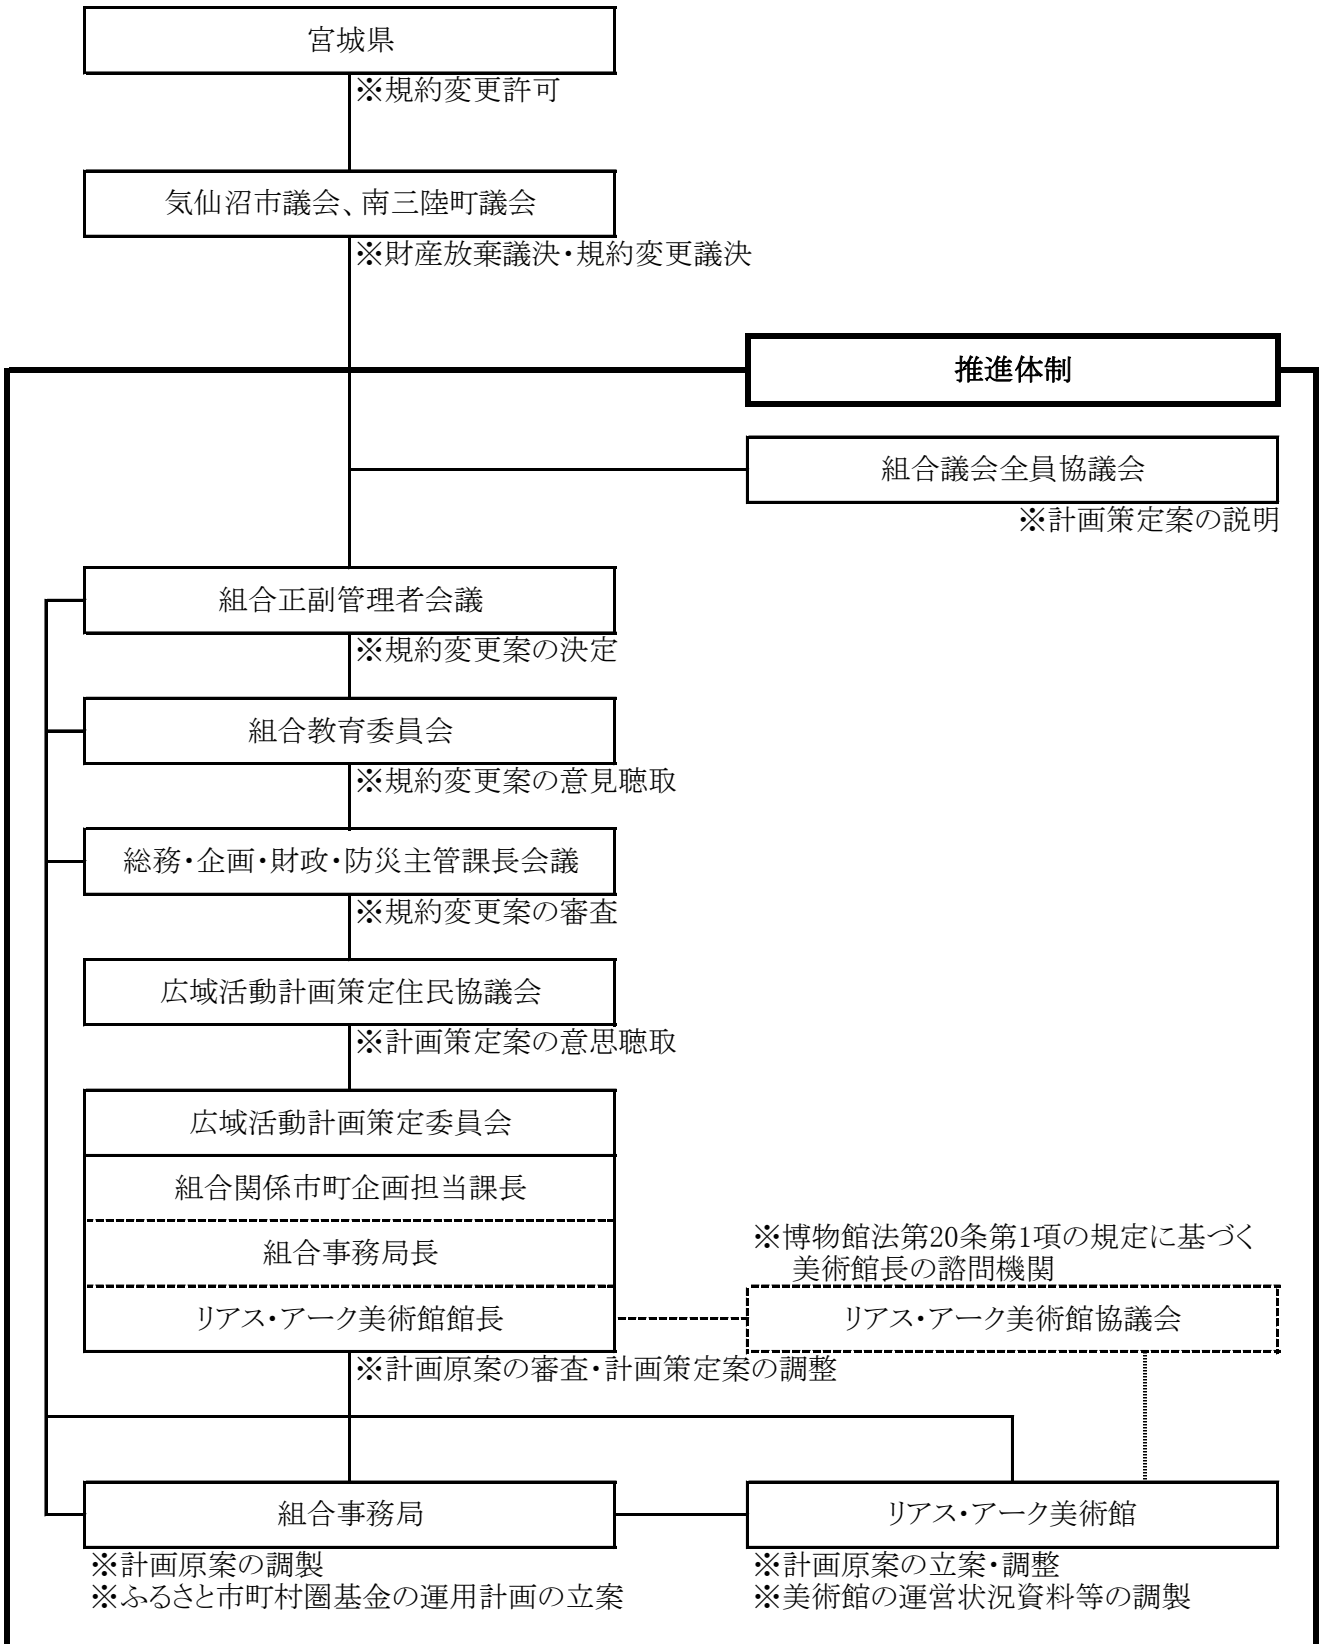 宮城県
※規約変更許可
気仙沼市議会、南三陸町議会
※財産放棄議決・規約変更議決
推進体制
組合議会全員協議会
※計画策定案の説明
組合正副管理者会議
※規約変更案の決定
組合教育委員会
※規約変更案の意見聴取
総務・企画・財政・防災主管課長会議
※規約変更案の審査
広域活動計画策定住民協議会
※計画策定案の意思聴取
広域活動計画策定委員会
組合関係市町企画担当課長
組合事務局長
リアス・アーク美術館館長
※計画原案の審査・計画策定案の調整
※博物館法第20条第1項の規定に基づく
美術館長の諮問機関
リアス・アーク美術館協議会
組合事務局
※計画原案の調製
※ふるさと市町村圏基金の運用計画の立案
リアス・アーク美術館
※計画原案の立案・調整
※美術館の運営状況資料等の調製